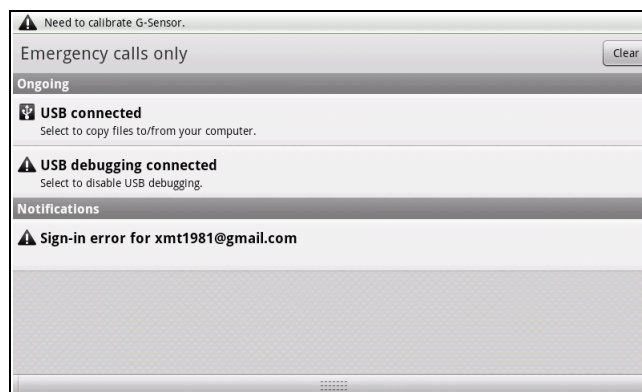 Need to calibrate G-Sensor.
Emergency calls only
Clear
Ongoing
USB connected
Select to copy files to/from your computer.
USB debugging connected
Select to disable USB debugging.
Notifications
Sign-in error for xmt1981@gmail.com